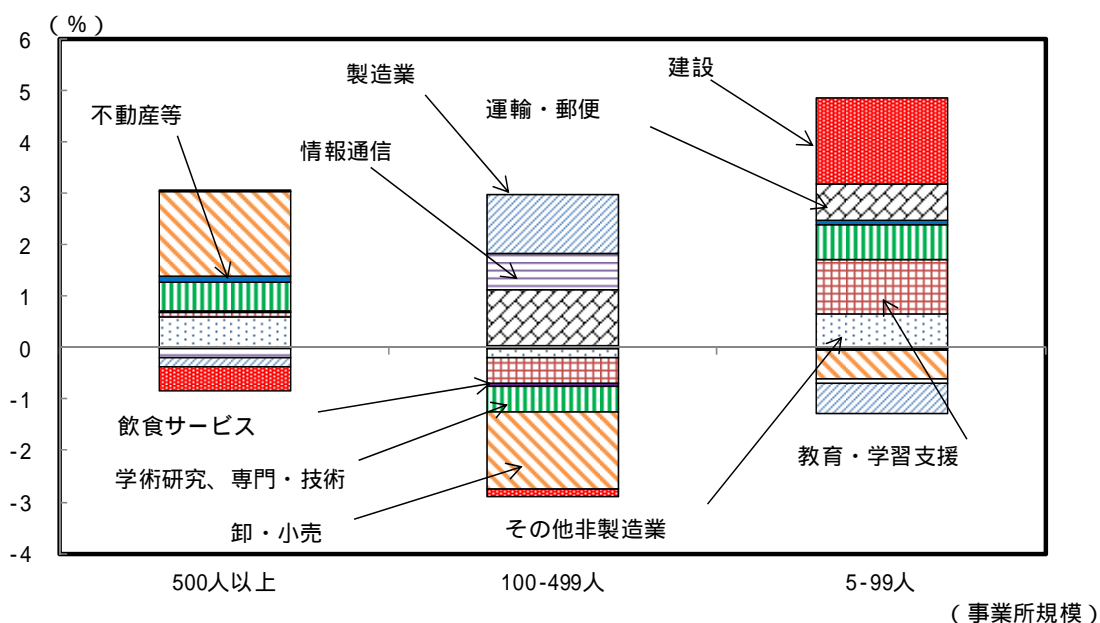 （％）
6
5
4
3
2
1
0
-1
-2
-3
-4
建設
製造業
運輸・郵便
不動産等
情報通信
飲食サービス
学術研究、専門・技術
卸・小売
その他非製造業
教育・学習支援
500人以上
100-499人
5-99人
（事業所規模）